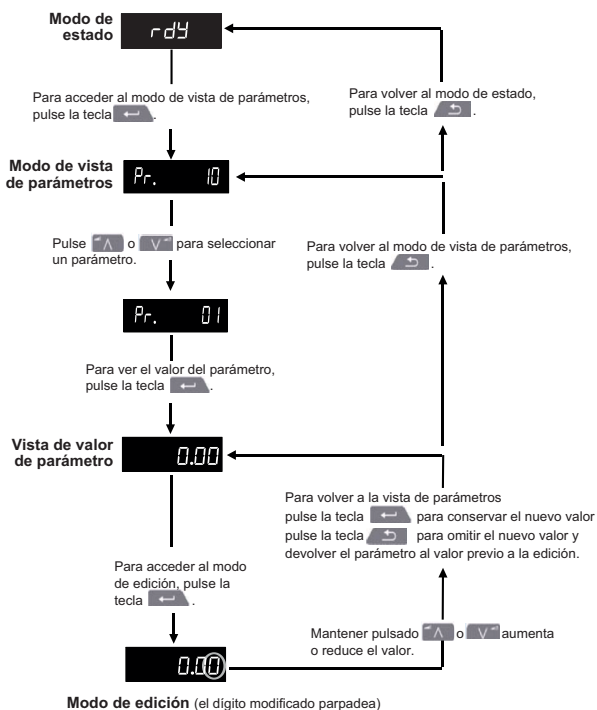 Modo de
estado
rdY
Para acceder al modo de vista de parámetros,
pulse la tecla .
Para volver al modo de estado,
pulse la tecla .
Modo de vista
de parámetros
Pr. 10
Pulse o para seleccionar
un parámetro.
Para volver al modo de vista de parámetros,
pulse la tecla .
Pr. 01
Para ver el valor del parámetro,
pulse la tecla .
Vista de valor
de parámetro
0.00
Para volver a la vista de parámetros
pulse la tecla para conservar el nuevo valor
pulse la tecla para omitir el nuevo valor y
devolver el parámetro al valor previo a la edición.
Para acceder al modo
de edición, pulse la
tecla .
Mantener pulsado o aumenta
o reduce el valor.
0.00
Modo de edición (el dígito modificado parpadea)